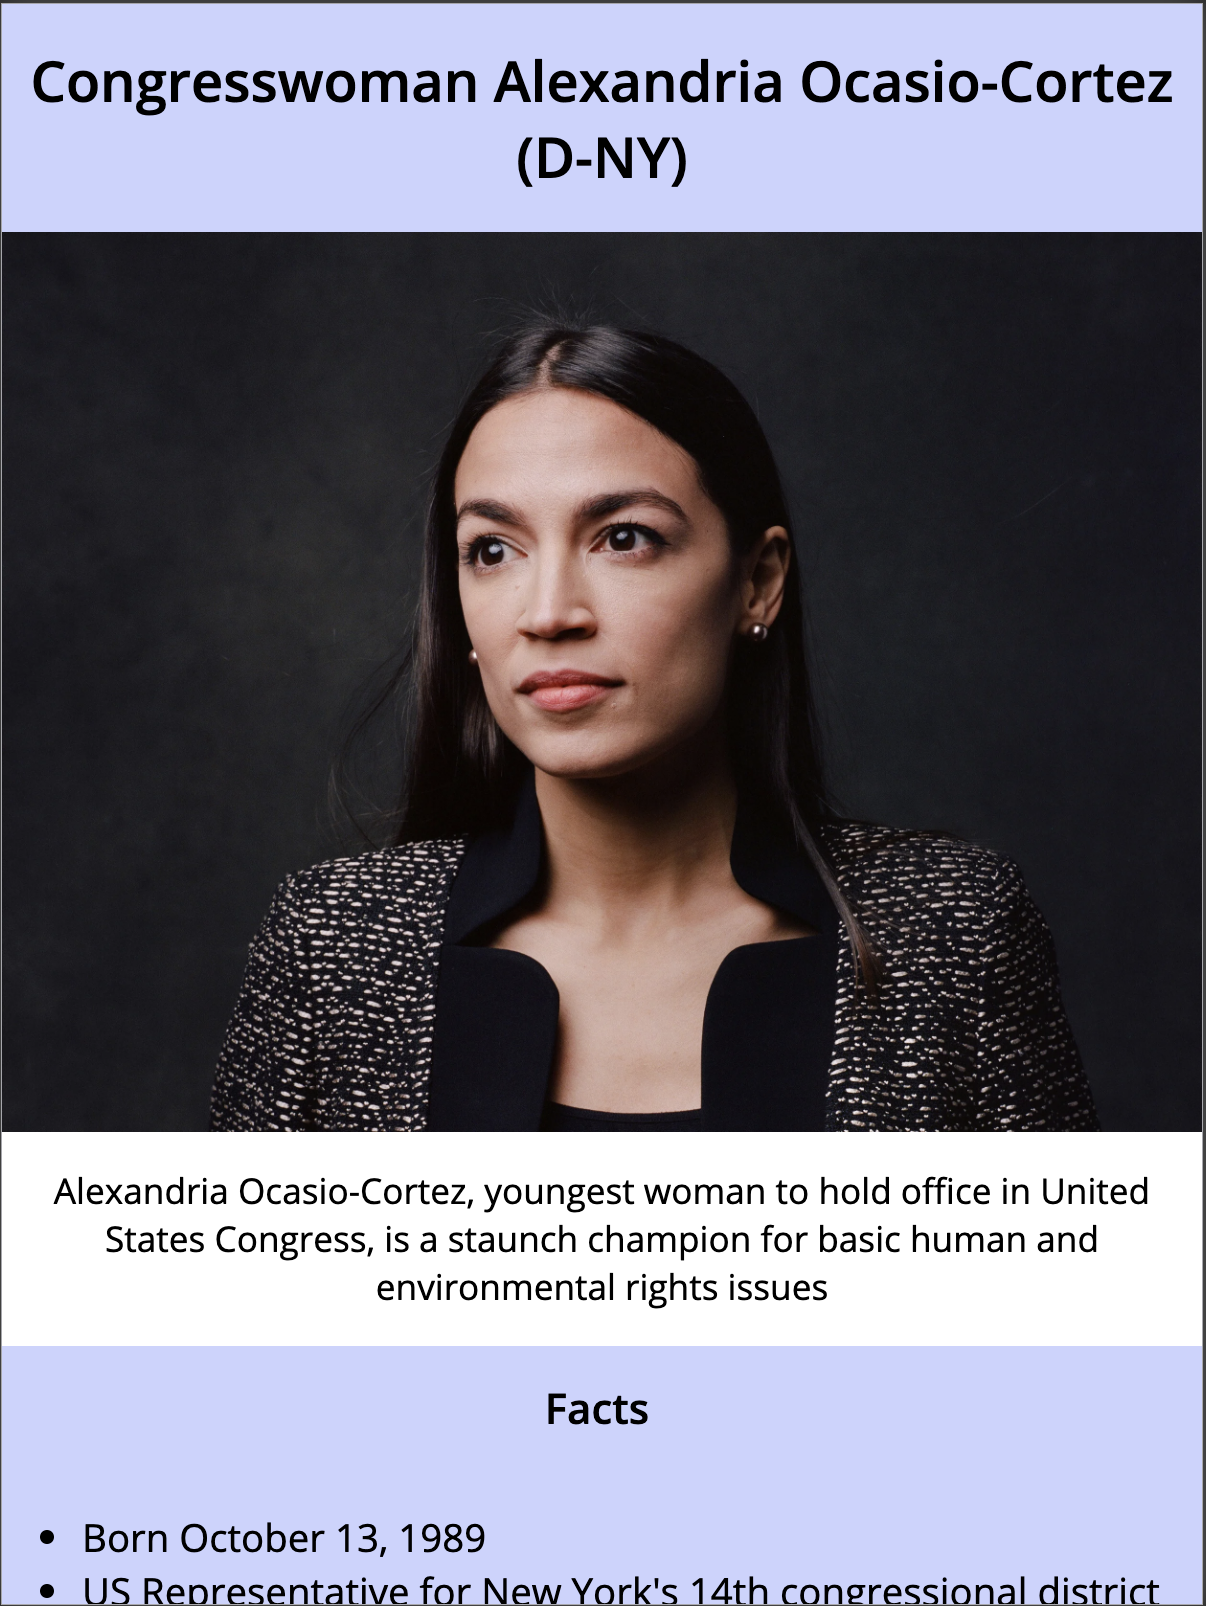 Congresswoman Alexandria Ocasio-Cortez
(D-NY)
Alexandria Ocasio-Cortez, youngest woman to hold office in United
States Congress, is a staunch champion for basic human and
environmental rights issues
Facts
• Born October 13, 1989
• US Representative for New York's 14th congressional district